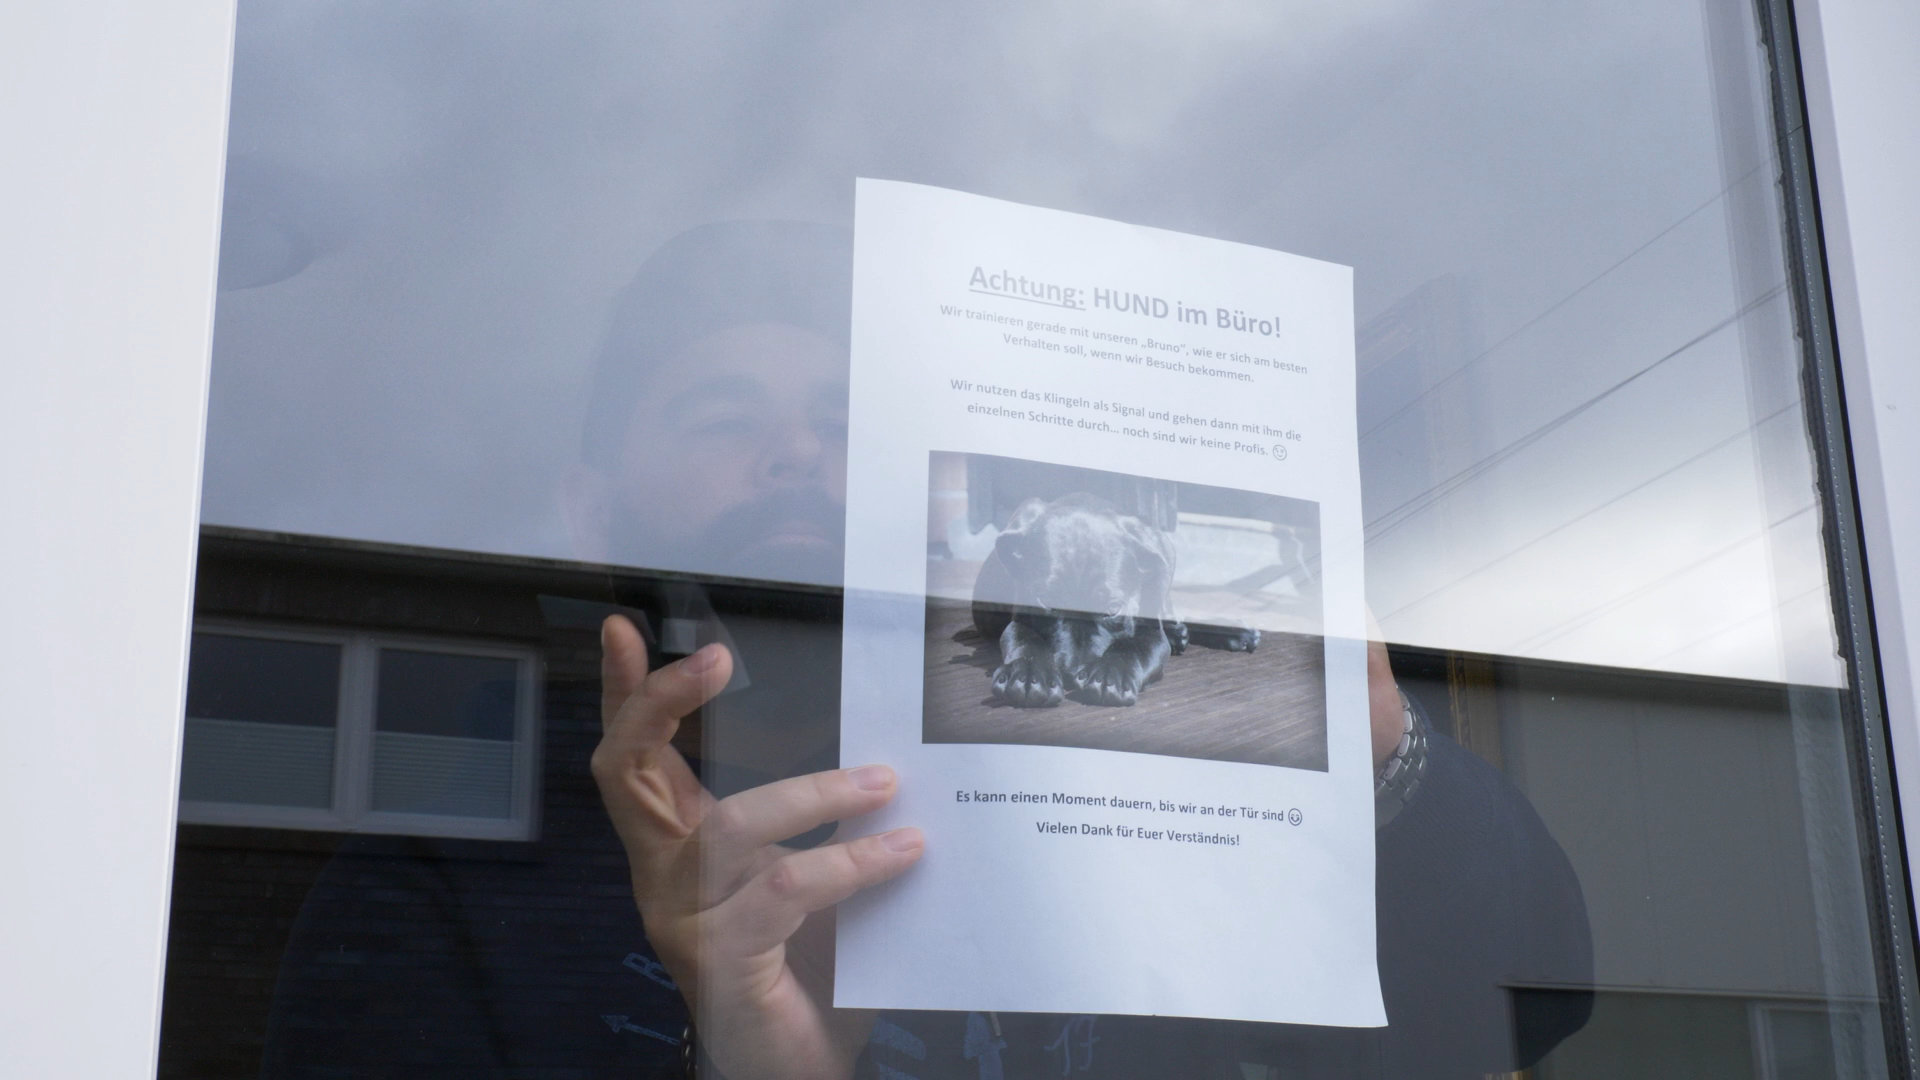 Achtung: HUND im Büro!
Wir trainieren gerade mit unseren „Bruno“, wie er sich am besten
Verhalten soll, wenn wir Besuch bekommen.
Wir nutzen das Klingeln als Signal und gehen dann mit ihm die
einzelnen Schritte durch... noch sind wir keine Profis. 😉
Es kann einen Moment dauern, bis wir an der Tür sind 😊
Vielen Dank für Euer Verständnis!